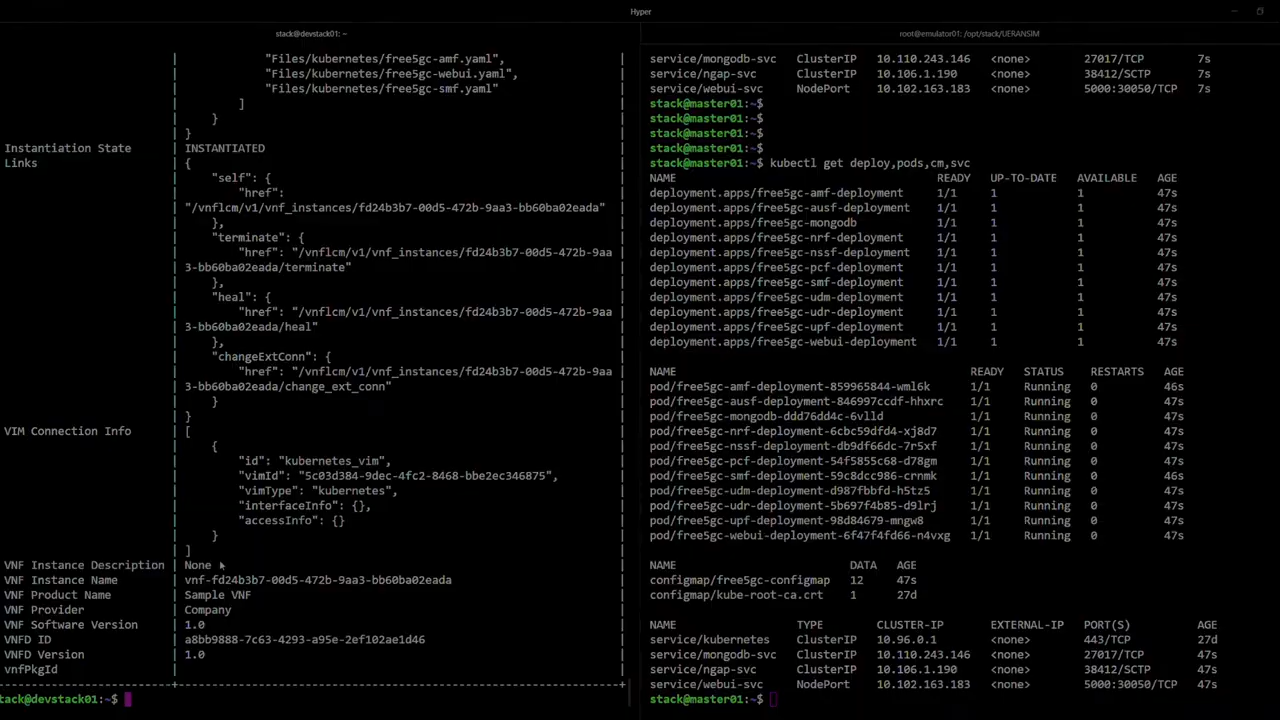 Hyper
stack@devstack01: ~
"Files/kubernetes/free5gc-amf.yaml",
"Files/kubernetes/free5gc-webui.yaml",
"Files/kubernetes/free5gc-smf.yaml"
]
}
}
Instantiation State | INSTANTIATED
Links | {
"self": {
"href":
"/vnflcm/v1/vnf_instances/fd24b3b7-00d5-472b-9aa3-bb60ba02eada"
},
"terminate": {
"href": "/vnflcm/v1/vnf_instances/fd24b3b7-00d5-472b-9aa
3-bb60ba02eada/terminate"
},
"heal": {
"href": "/vnflcm/v1/vnf_instances/fd24b3b7-00d5-472b-9aa
3-bb60ba02eada/heal"
},
"changeExtConn": {
"href": "/vnflcm/v1/vnf_instances/fd24b3b7-00d5-472b-9aa
3-bb60ba02eada/change_ext_conn"
}
}
VIM Connection Info | [
{
"id": "kubernetes_vim",
"vimId": "5c03d384-9dec-4fc2-8468-bbe2ec346875",
"vimType": "kubernetes",
"interfaceInfo": {},
"accessInfo": {}
}
]
VNF Instance Description | None
VNF Instance Name | vnf-fd24b3b7-00d5-472b-9aa3-bb60ba02eada
VNF Product Name | Sample VNF
VNF Provider | Company
VNF Software Version | 1.0
VNFD ID | a8bb9888-7c63-4293-a95e-2ef102ae1d46
VNFD Version | 1.0
vnfPkgId |
stack@devstack01:~$
root@emulator01: /opt/stack/UERANSIM
service/mongodb-svc ClusterIP 10.110.243.146 <none> 27017/TCP 7s
service/ngap-svc ClusterIP 10.106.1.190 <none> 38412/SCTP 7s
service/webui-svc NodePort 10.102.163.183 <none> 5000:30050/TCP 7s
stack@master01:~$
stack@master01:~$
stack@master01:~$
stack@master01:~$
stack@master01:~$ kubectl get deploy,pods,cm,svc
NAME READY UP-TO-DATE AVAILABLE AGE
deployment.apps/free5gc-amf-deployment 1/1 1 1 47s
deployment.apps/free5gc-ausf-deployment 1/1 1 1 47s
deployment.apps/free5gc-mongodb 1/1 1 1 47s
deployment.apps/free5gc-nrf-deployment 1/1 1 1 47s
deployment.apps/free5gc-nssf-deployment 1/1 1 1 47s
deployment.apps/free5gc-pcf-deployment 1/1 1 1 47s
deployment.apps/free5gc-smf-deployment 1/1 1 1 47s
deployment.apps/free5gc-udm-deployment 1/1 1 1 47s
deployment.apps/free5gc-udr-deployment 1/1 1 1 47s
deployment.apps/free5gc-upf-deployment 1/1 1 1 47s
deployment.apps/free5gc-webui-deployment 1/1 1 1 47s
NAME READY STATUS RESTARTS AGE
pod/free5gc-amf-deployment-859965844-wml6k 1/1 Running 0 46s
pod/free5gc-ausf-deployment-846997ccdf-hhxrc 1/1 Running 0 47s
pod/free5gc-mongodb-ddd76dd4c-6vlld 1/1 Running 0 47s
pod/free5gc-nrf-deployment-6cbc59dfd4-xj8d7 1/1 Running 0 47s
pod/free5gc-nssf-deployment-db9df66dc-7r5xf 1/1 Running 0 47s
pod/free5gc-pcf-deployment-54f5855c68-d78gm 1/1 Running 0 47s
pod/free5gc-smf-deployment-59c8dcc986-crnmk 1/1 Running 0 46s
pod/free5gc-udm-deployment-d987fbbfd-h5tz5 1/1 Running 0 47s
pod/free5gc-udr-deployment-5b697f4b85-d9lrj 1/1 Running 0 47s
pod/free5gc-upf-deployment-98d84679-mngw8 1/1 Running 0 47s
pod/free5gc-webui-deployment-6f47f4fd66-n4vxg 1/1 Running 0 47s
NAME DATA AGE
configmap/free5gc-configmap 12 47s
configmap/kube-root-ca.crt 1 27d
NAME TYPE CLUSTER-IP EXTERNAL-IP PORT(S) AGE
service/kubernetes ClusterIP 10.96.0.1 <none> 443/TCP 27d
service/mongodb-svc ClusterIP 10.110.243.146 <none> 27017/TCP 47s
service/ngap-svc ClusterIP 10.106.1.190 <none> 38412/SCTP 47s
service/webui-svc NodePort 10.102.163.183 <none> 5000:30050/TCP 47s
stack@master01:~$